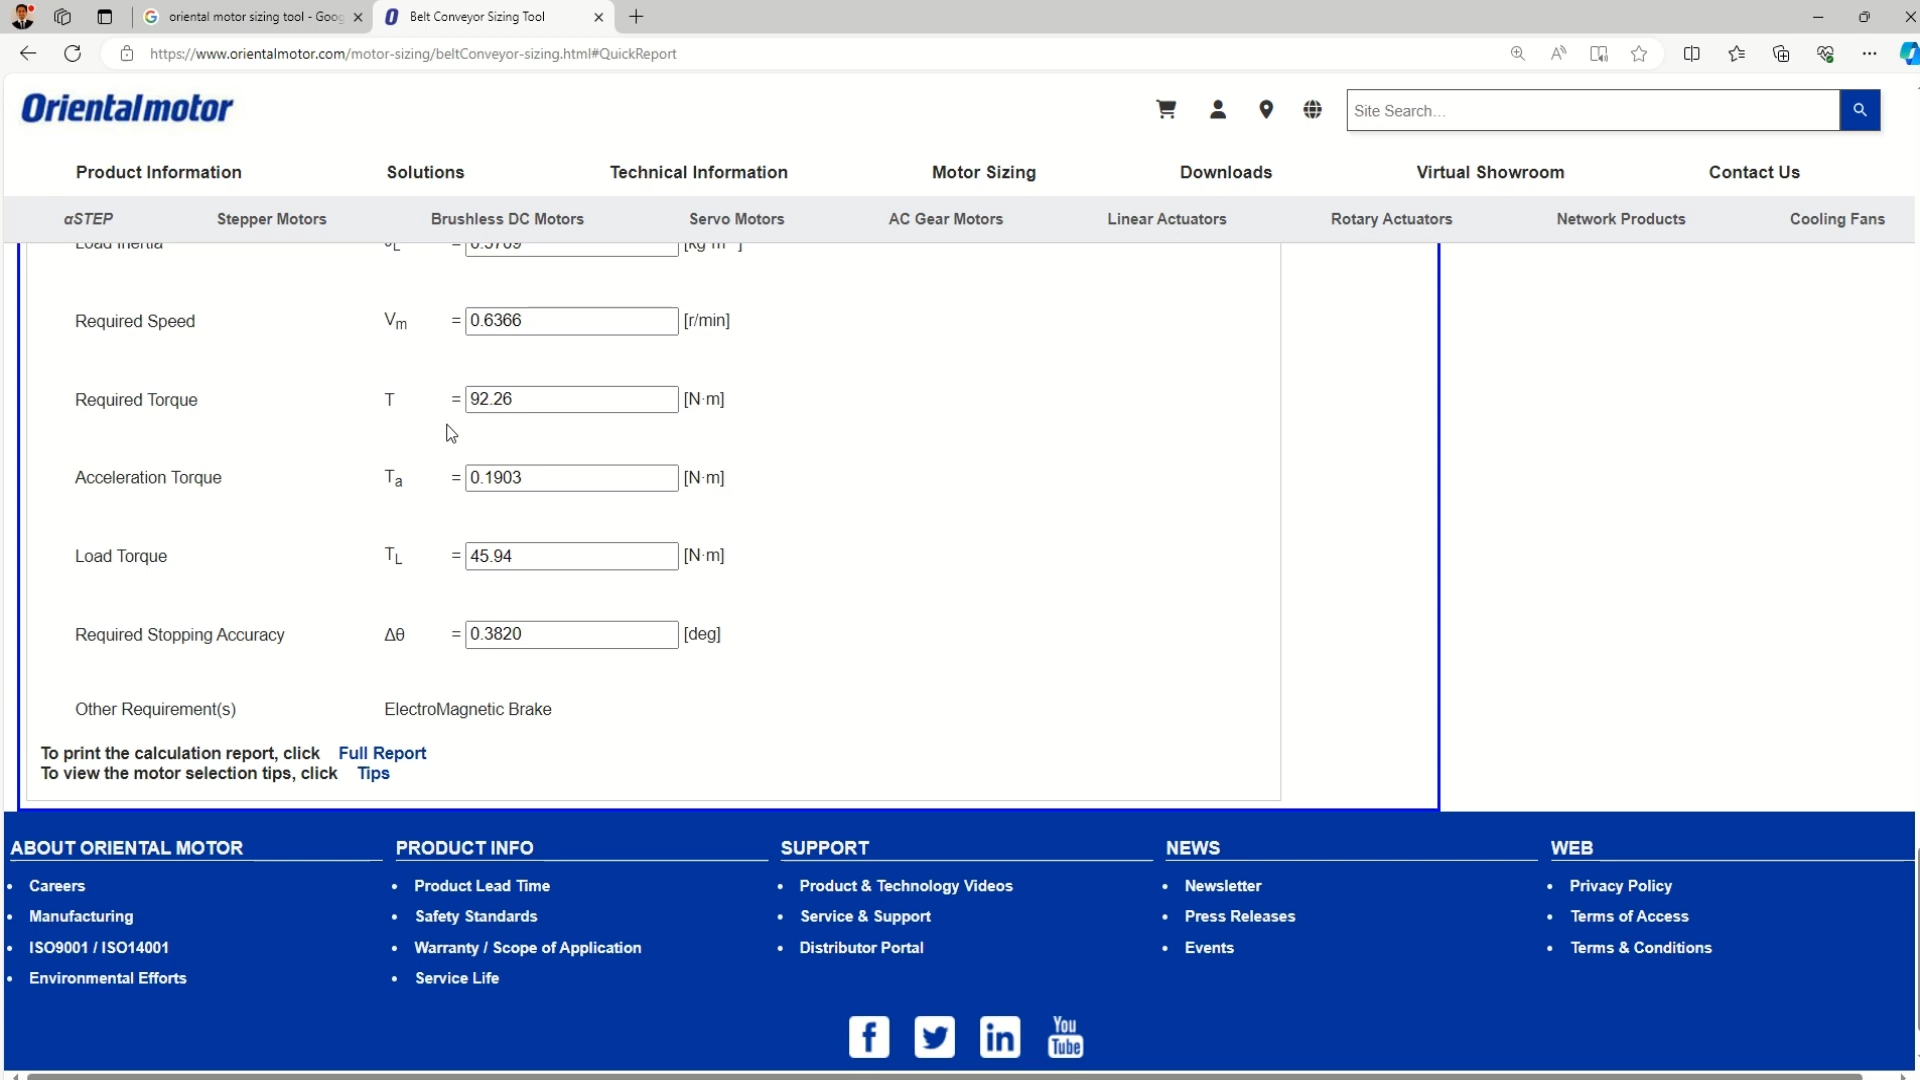 oriental motor sizing tool - Goog
Belt Conveyor Sizing Tool
https://www.orientalmotor.com/motor-sizing/beltConveyor-sizing.html#QuickReport
Orientalmotor
Site Search...
Product Information
Solutions
Technical Information
Motor Sizing
Downloads
Virtual Showroom
Contact Us
αSTEP
Stepper Motors
Brushless DC Motors
Servo Motors
AC Gear Motors
Linear Actuators
Rotary Actuators
Network Products
Cooling Fans
Required Speed Vm = 0.6366 [r/min]
Required Torque T = 92.26 [N·m]
Acceleration Torque Ta = 0.1903 [N·m]
Load Torque TL = 45.94 [N·m]
Required Stopping Accuracy Δθ = 0.3820 [deg]
Other Requirement(s) ElectroMagnetic Brake
To print the calculation report, click Full Report
To view the motor selection tips, click Tips
ABOUT ORIENTAL MOTOR
Careers
Manufacturing
ISO9001 / ISO14001
Environmental Efforts
PRODUCT INFO
Product Lead Time
Safety Standards
Warranty / Scope of Application
Service Life
SUPPORT
Product & Technology Videos
Service & Support
Distributor Portal
NEWS
Newsletter
Press Releases
Events
WEB
Privacy Policy
Terms of Access
Terms & Conditions
f
in
You
Tube